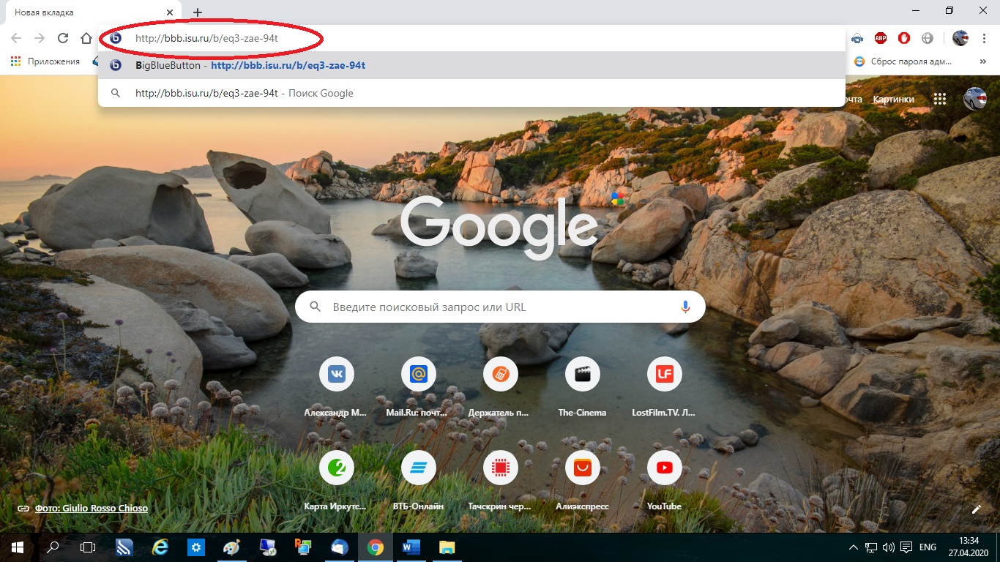 Новая вкладка
http://bbb.isu.ru/b/eq3-zae-94t
ABP
Приложения
Сброс пароля адм...
BigBlueButton - http://bbb.isu.ru/b/eq3-zae-94t
http://bbb.isu.ru/b/eq3-zae-94t - Поиск Google
Картинки
Google
Введите поисковый запрос или URL
Александр М...
Mail.Ru: почт...
Держатель п...
The-Cinema
LF
LostFilm.TV. Л...
Карта Иркутс...
ВТБ-Онлайн
Тачскрин чер...
Алиэкспресс
YouTube
Фото: Giulio Rosso Chioso
ENG
13:34
27.04.2020